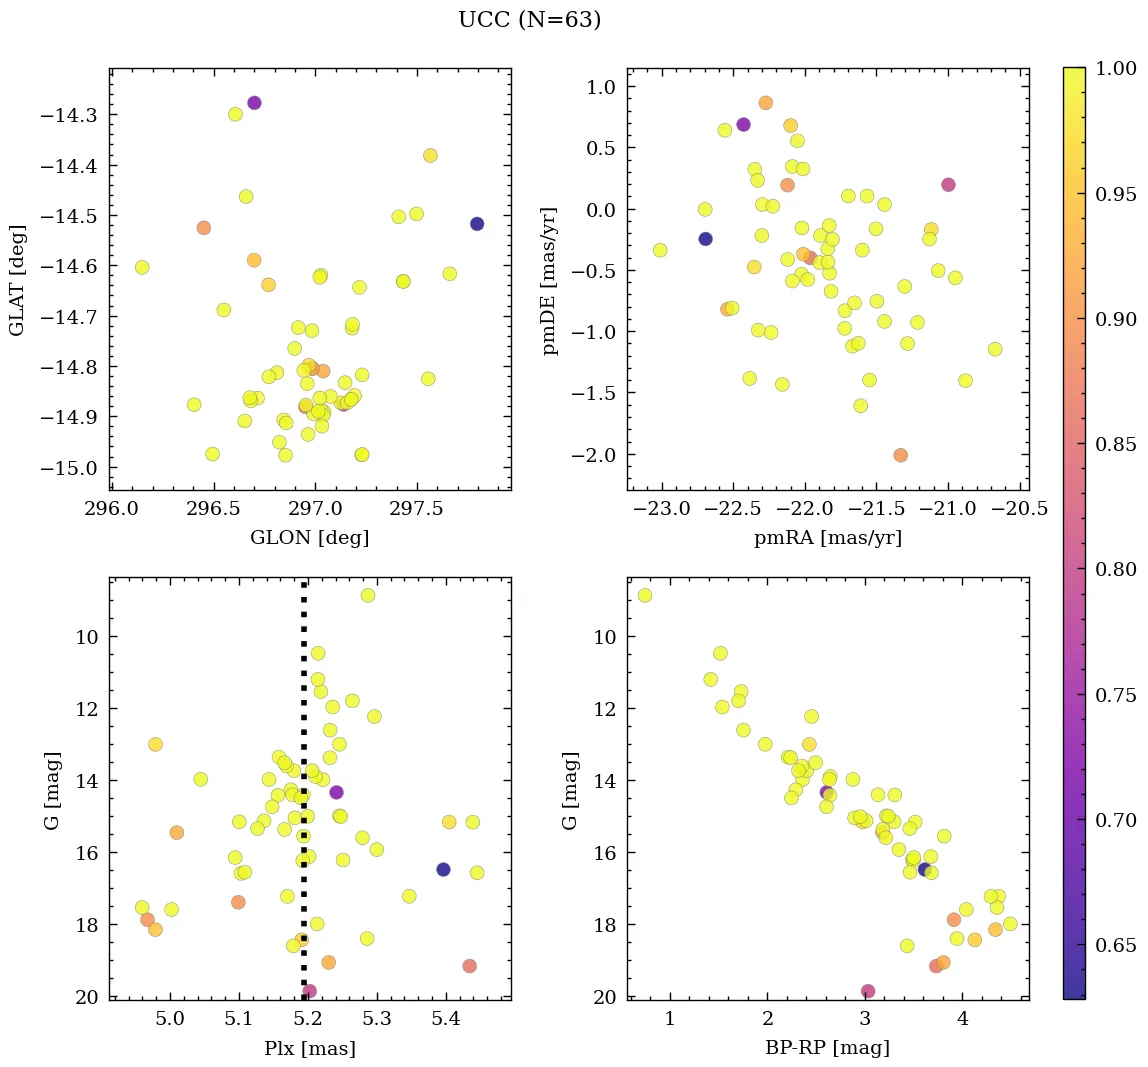 UCC (N=63)
−14.3
−14.4
−14.5
−14.6
−14.7
−14.8
−14.9
−15.0
GLAT [deg]
296.0 296.5 297.0 297.5
GLON [deg]
1.0
0.5
0.0
−0.5
−1.0
−1.5
−2.0
pmDE [mas/yr]
−23.0 −22.5 −22.0 −21.5 −21.0 −20.5
pmRA [mas/yr]
10
12
14
16
18
20
G [mag]
5.0 5.1 5.2 5.3 5.4
Plx [mas]
10
12
14
16
18
20
G [mag]
1 2 3 4
BP-RP [mag]
1.00
0.95
0.90
0.85
0.80
0.75
0.70
0.65